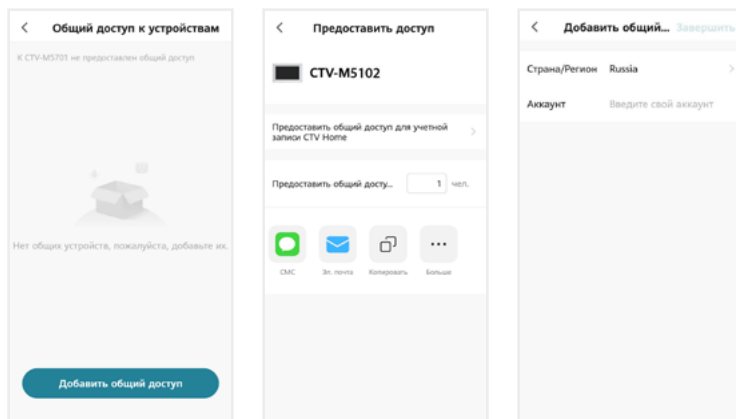 Общий доступ к устройствам
К CTV-M5701 не предоставлен общий доступ
Нет общих устройств, пожалуйста, добавьте их.
Добавить общий доступ
Предоставить доступ
CTV-M5102
Предоставить общий доступ для учетной
записи CTV Home
Предоставить общий досту... 1 чел.
СМС Эл. почта Копировать Больше
Добавить общий... Завершить
Страна/Регион Russia
Аккаунт Введите свой аккаунт